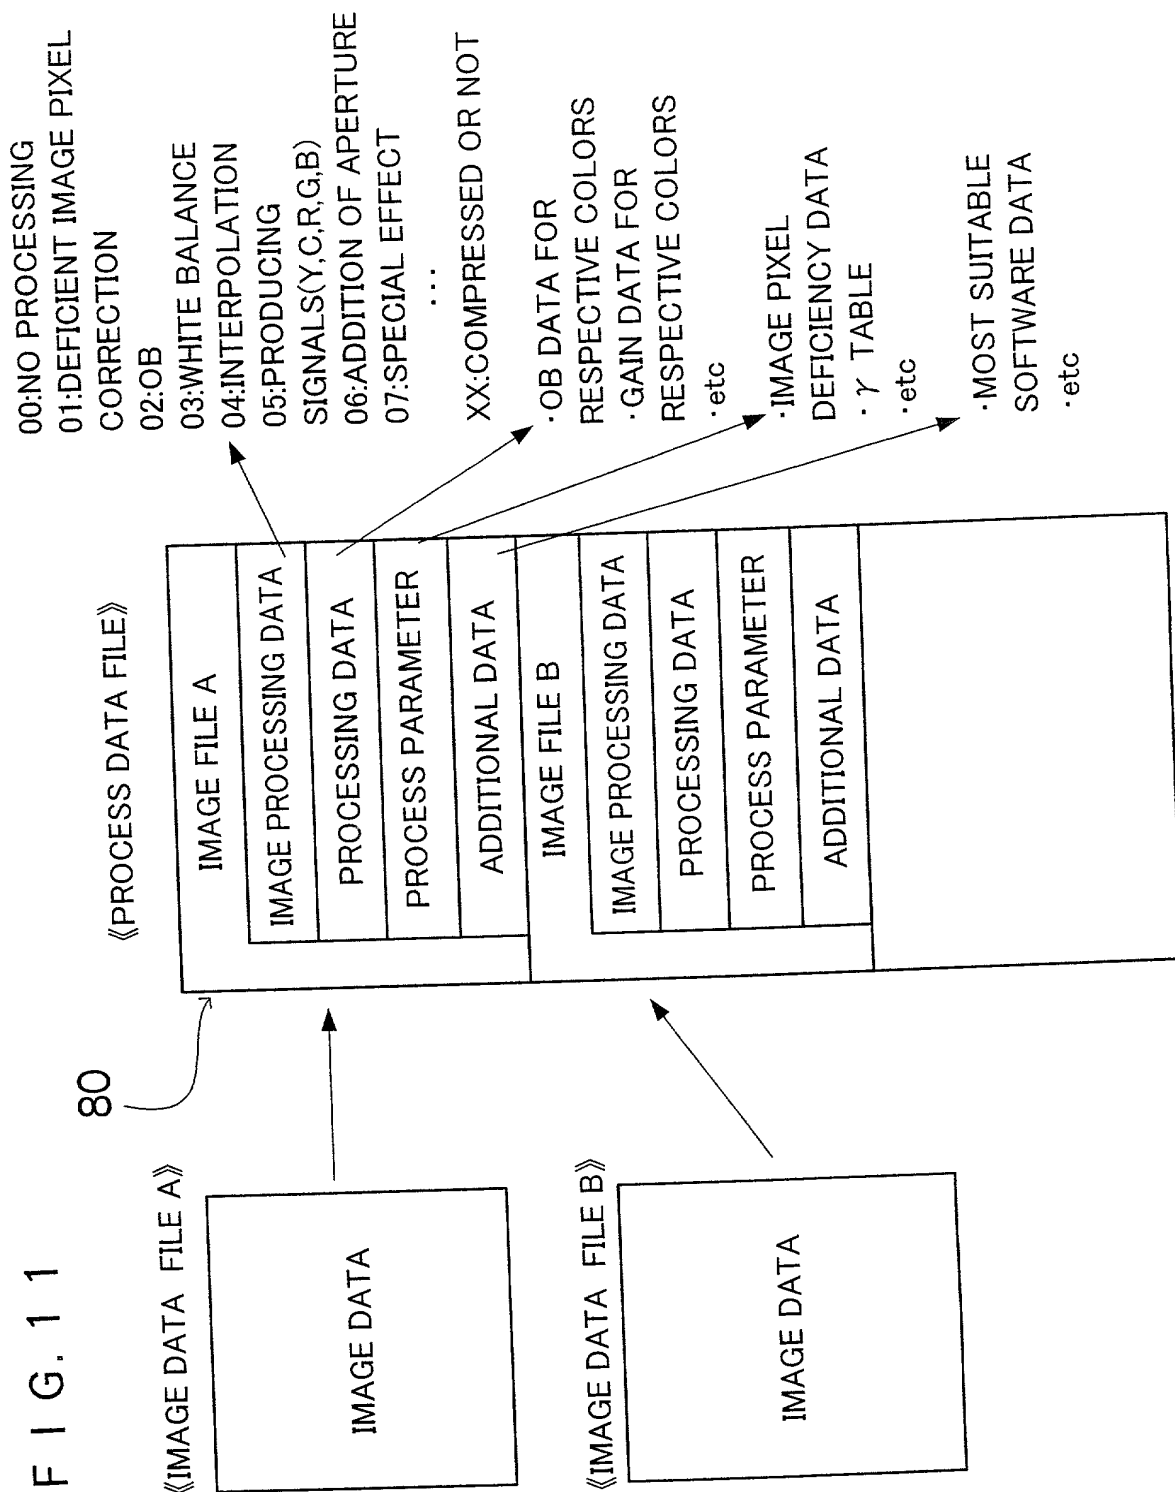 F I G. 1 1
《IMAGE DATA FILE A》
IMAGE DATA
《IMAGE DATA FILE B》
IMAGE DATA
80
《PROCESS DATA FILE》
IMAGE FILE A
IMAGE PROCESSING DATA
PROCESSING DATA
PROCESS PARAMETER
ADDITIONAL DATA
IMAGE FILE B
IMAGE PROCESSING DATA
PROCESSING DATA
PROCESS PARAMETER
ADDITIONAL DATA
00:NO PROCESSING
01:DEFICIENT IMAGE PIXEL
CORRECTION
02:OB
03:WHITE BALANCE
04:INTERPOLATION
05:PRODUCING
SIGNALS(Y,C,R,G,B)
06:ADDITION OF APERTURE
07:SPECIAL EFFECT
...
XX:COMPRESSED OR NOT
·OB DATA FOR
RESPECTIVE COLORS
·GAIN DATA FOR
RESPECTIVE COLORS
·etc
·IMAGE PIXEL
DEFICIENCY DATA
·γ TABLE
·etc
·MOST SUITABLE
SOFTWARE DATA
·etc